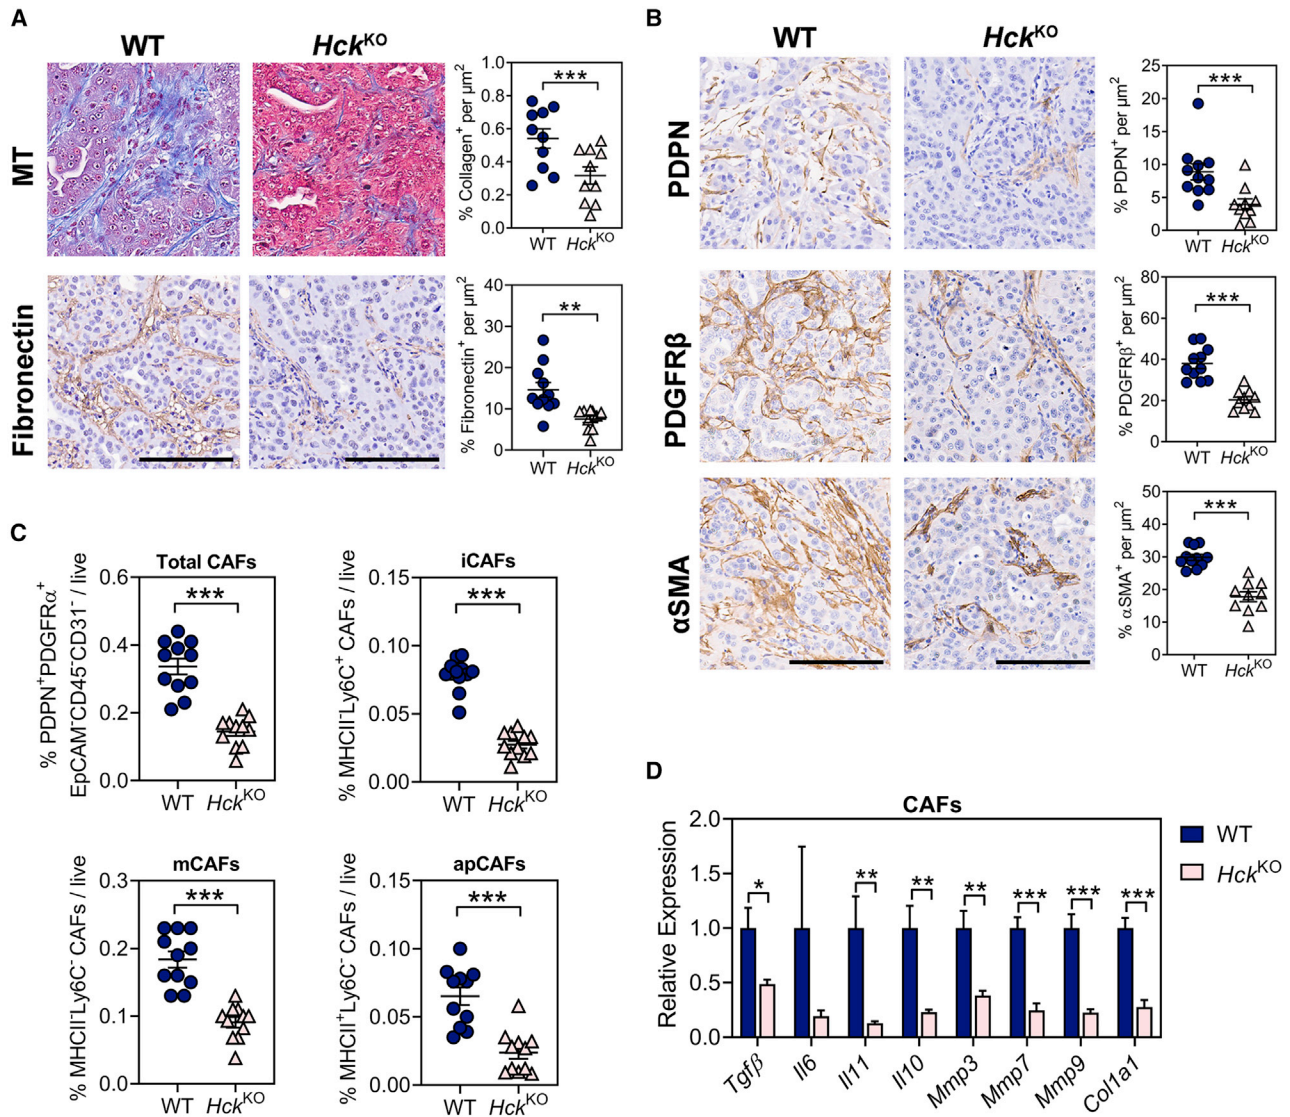 A
WT
Hck^KO
MT
% Collagen⁺ per µm²
1.0
0.8
0.6
0.4
0.2
0.0
***
WT
Hck^KO
Fibronectin
% Fibronectin⁺ per µm²
40
30
20
10
0
**
WT
Hck^KO
B
WT
Hck^KO
PDPN
% PDPN⁺ per µm²
25
20
15
10
5
0
***
WT
Hck^KO
PDGFRβ
% PDGFRβ⁺ per µm²
80
60
40
20
0
***
WT
Hck^KO
αSMA
% αSMA⁺ per µm²
50
40
30
20
10
0
***
WT
Hck^KO
C
Total CAFs
% PDPN⁺PDGFRα⁺
EpCAM⁻CD45⁻CD31⁻ / live
0.6
0.4
0.2
0.0
***
WT
Hck^KO
iCAFs
% MHCII⁻Ly6C⁺ CAFs / live
0.15
0.10
0.05
0.00
***
WT
Hck^KO
mCAFs
% MHCII⁻Ly6C⁻ CAFs / live
0.3
0.2
0.1
0.0
***
WT
Hck^KO
apCAFs
% MHCII⁺Ly6C⁻ CAFs / live
0.15
0.10
0.05
0.00
***
WT
Hck^KO
D
CAFs
Relative Expression
2.0
1.5
1.0
0.5
0.0
*
**
**
**
***
***
***
Tgfβ
Il6
Il11
Il10
Mmp3
Mmp7
Mmp9
Col1a1
WT
Hck^KO